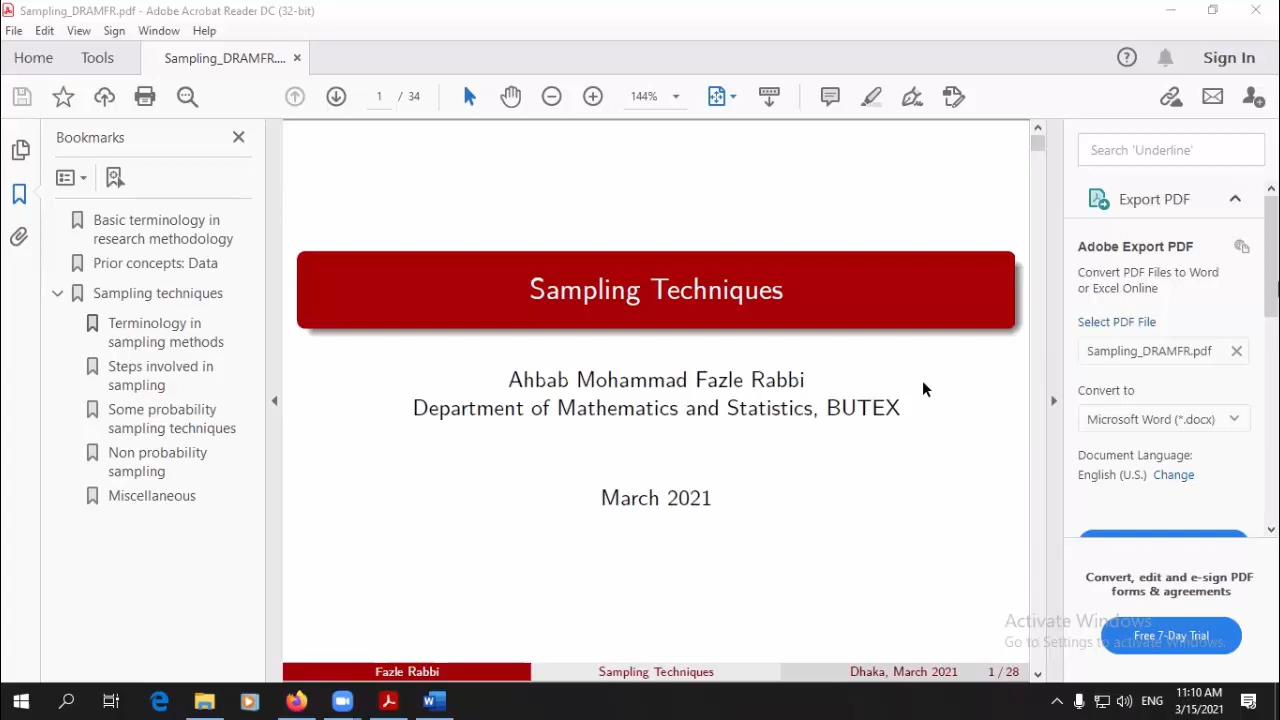 Sampling_DRAMFR.pdf - Adobe Acrobat Reader DC (32-bit)
File Edit View Sign Window Help
Home Tools Sampling_DRAMFR.... × Sign In
1 / 34 144%
Bookmarks
Basic terminology in
research methodology
Prior concepts: Data
Sampling techniques
Terminology in
sampling methods
Steps involved in
sampling
Some probability
sampling techniques
Non probability
sampling
Miscellaneous
Sampling Techniques
Ahbab Mohammad Fazle Rabbi
Department of Mathematics and Statistics, BUTEX
March 2021
Fazle Rabbi Sampling Techniques Dhaka, March 2021 1 / 28
Search 'Underline'
Export PDF
Adobe Export PDF
Convert PDF Files to Word
or Excel Online
Select PDF File
Sampling_DRAMFR.pdf
Convert to
Microsoft Word (*.docx)
Document Language:
English (U.S.) Change
Convert, edit and e-sign PDF
forms & agreements
Free 7-Day Trial
Activate Windows
Go to Settings to activate Windows.
ENG
11:10 AM
3/15/2021